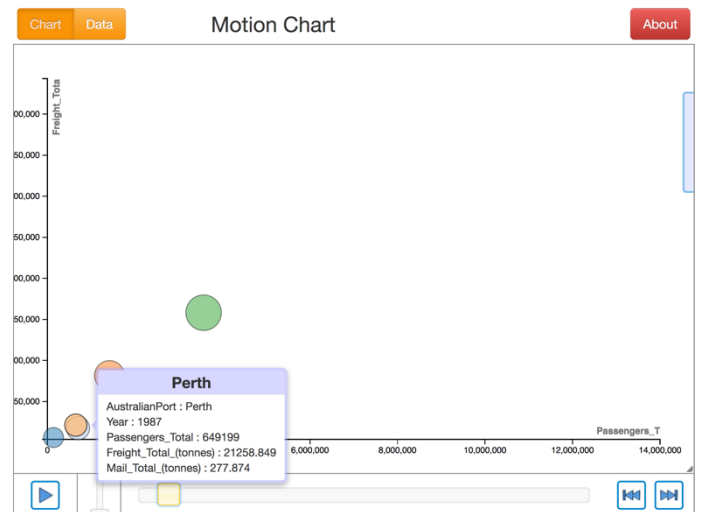 Chart Data Motion Chart About
Freight_Tota
00,000
50,000
00,000
50,000
00,000
50,000
00,000
50,000
Perth
AustralianPort : Perth
Year : 1987
Passengers_Total : 649199
Freight_Total_(tonnes) : 21258.849
Mail_Total_(tonnes) : 277.874
Passengers_T
0 6,000,000 8,000,000 10,000,000 12,000,000 14,000,000